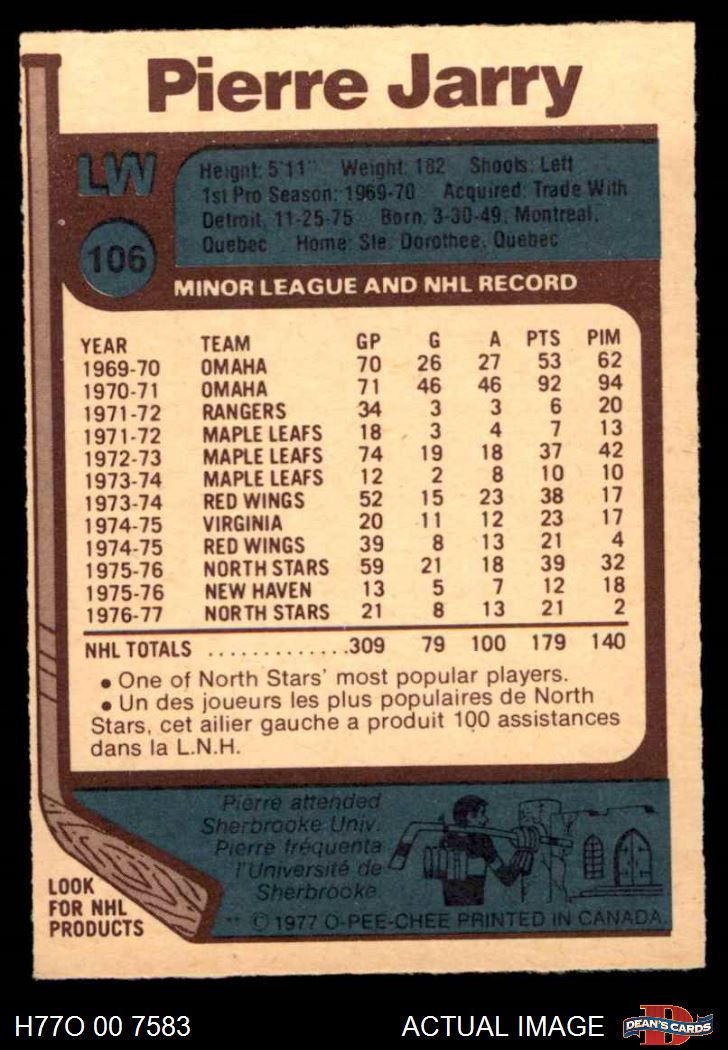 Pierre Jarry
LW
Height: 5'11" Weight: 182 Shoots: Left
1st Pro Season: 1969-70 Acquired: Trade With
Detroit, 11-25-75 Born: 3-30-49, Montreal,
Quebec Home: Ste. Dorothee, Quebec
106
MINOR LEAGUE AND NHL RECORD
YEAR TEAM GP G A PTS PIM
1969-70 OMAHA 70 26 27 53 62
1970-71 OMAHA 71 46 46 92 94
1971-72 RANGERS 34 3 3 6 20
1971-72 MAPLE LEAFS 18 3 4 7 13
1972-73 MAPLE LEAFS 74 19 18 37 42
1973-74 MAPLE LEAFS 12 2 8 10 10
1973-74 RED WINGS 52 15 23 38 17
1974-75 VIRGINIA 20 11 12 23 17
1974-75 RED WINGS 39 8 13 21 4
1975-76 NORTH STARS 59 21 18 39 32
1975-76 NEW HAVEN 13 5 7 12 18
1976-77 NORTH STARS 21 8 13 21 2
NHL TOTALS .............309 79 100 179 140
• One of North Stars' most popular players.
• Un des joueurs les plus populaires de North
Stars, cet ailier gauche a produit 100 assistances
dans la L.N.H.
Pierre attended
Sherbrooke Univ.
Pierre fréquenta
l'Université de
Sherbrooke
LOOK
FOR NHL
PRODUCTS
** © 1977 O-PEE-CHEE PRINTED IN CANADA.
H77O 00 7583
ACTUAL IMAGE
D
DEAN'S CARDS